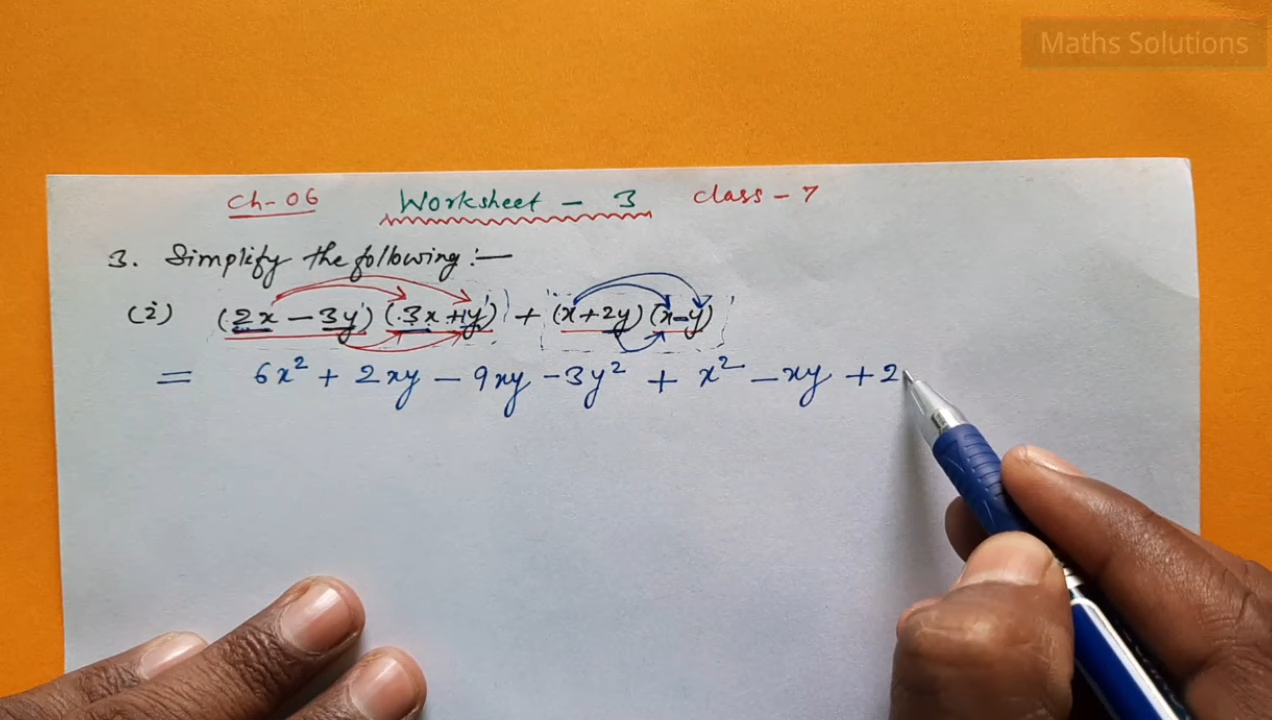 Maths Solutions
Ch-06 Worksheet - 3 class-7
3. Simplify the following :—
(i) (2x - 3y) (3x + 1y) + (x + 2y) (x - y)
= 6x² + 2xy - 9xy - 3y² + x² - xy + 2